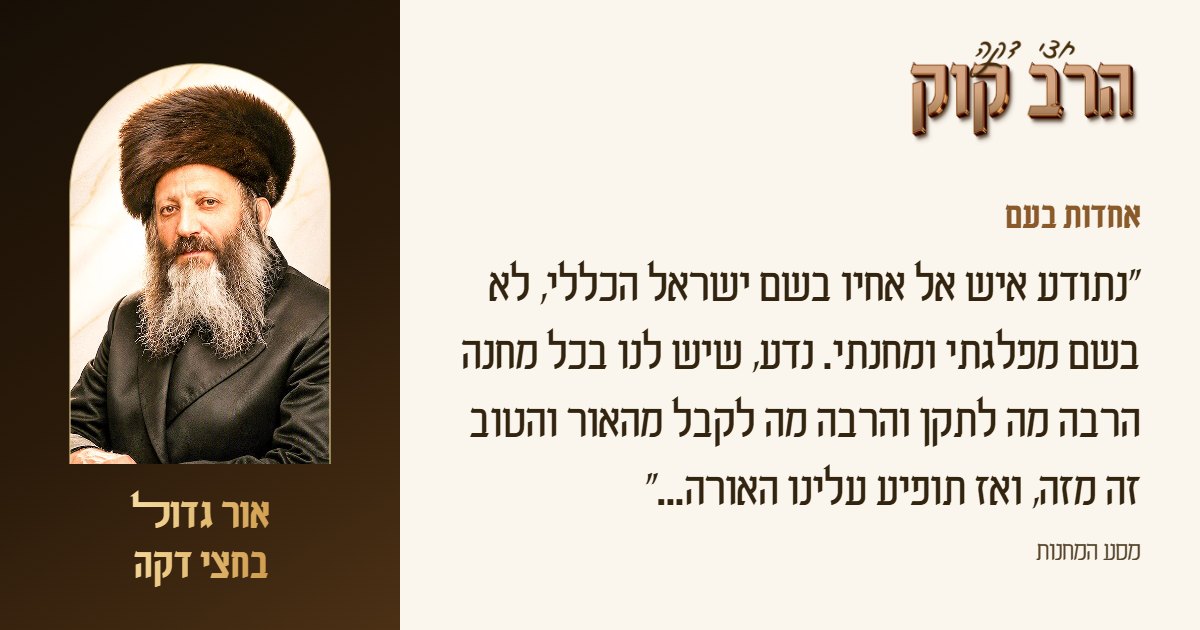 חצי דקה
הרב קוק
אחדות בעם
"נתודע איש אל אחיו בשם ישראל הכללי, לא
בשם מפלגתי ומחנתי. נדע, שיש לנו בכל מחנה
הרבה מה לתקן והרבה מה לקבל מהאור והטוב
זה מזה, ואז תופיע עלינו האורה..."
מסע המחנות
אור גדול
בחצי דקה